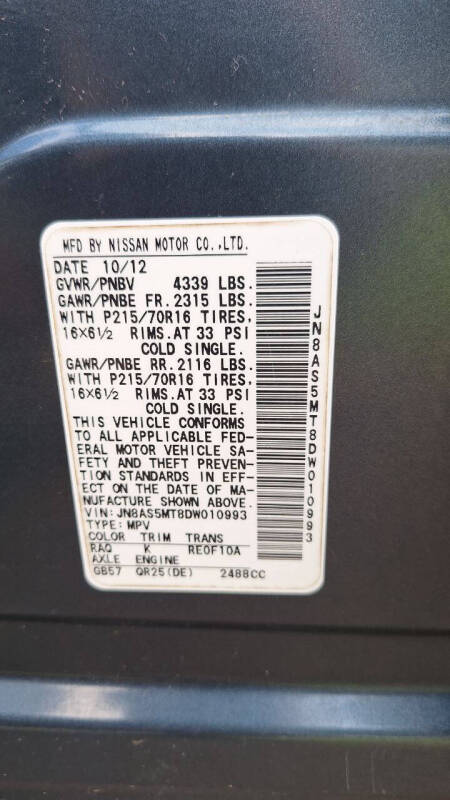 MFD BY NISSAN MOTOR CO.,LTD.
DATE 10/12
GVWR/PNBV 4339 LBS.
GAWR/PNBE FR. 2315 LBS.
WITH P215/70R16 TIRES,
16×6½ RIMS. AT 33 PSI
COLD SINGLE.
GAWR/PNBE RR. 2116 LBS.
WITH P215/70R16 TIRES,
16×6½ RIMS. AT 33 PSI
COLD SINGLE.
THIS VEHICLE CONFORMS
TO ALL APPLICABLE FED-
ERAL MOTOR VEHICLE SA-
FETY AND THEFT PREVEN-
TION STANDARDS IN EFF-
ECT ON THE DATE OF MA-
NUFACTURE SHOWN ABOVE.
VIN: JN8AS5MT8DW010993
TYPE: MPV
COLOR TRIM TRANS
RAQ K RE0F10A
AXLE ENGINE
GB57 QR25(DE) 2488CC
JN8AS5MT8DW010993